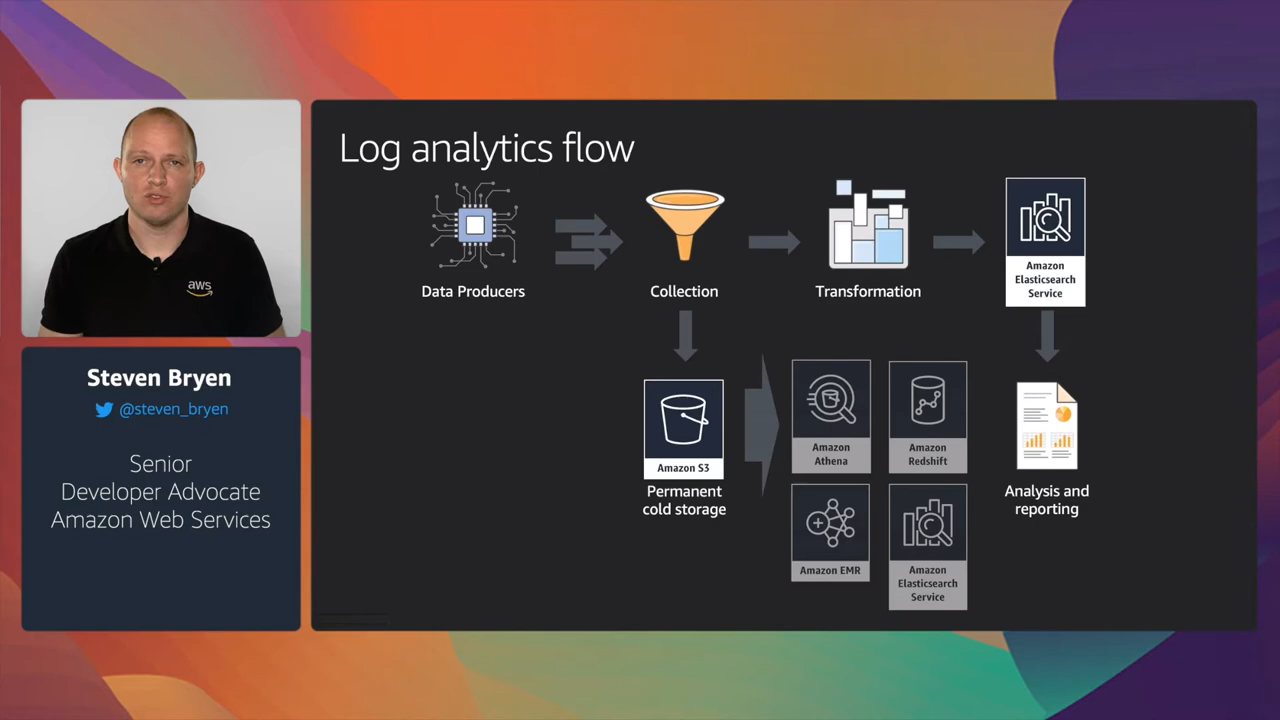 aws
Steven Bryen
@steven_bryen
Senior
Developer Advocate
Amazon Web Services
Log analytics flow
Data Producers
Collection
Transformation
Amazon
Elasticsearch
Service
Amazon S3
Permanent
cold storage
Amazon
Athena
Amazon
Redshift
Amazon EMR
Amazon
Elasticsearch
Service
Analysis and
reporting